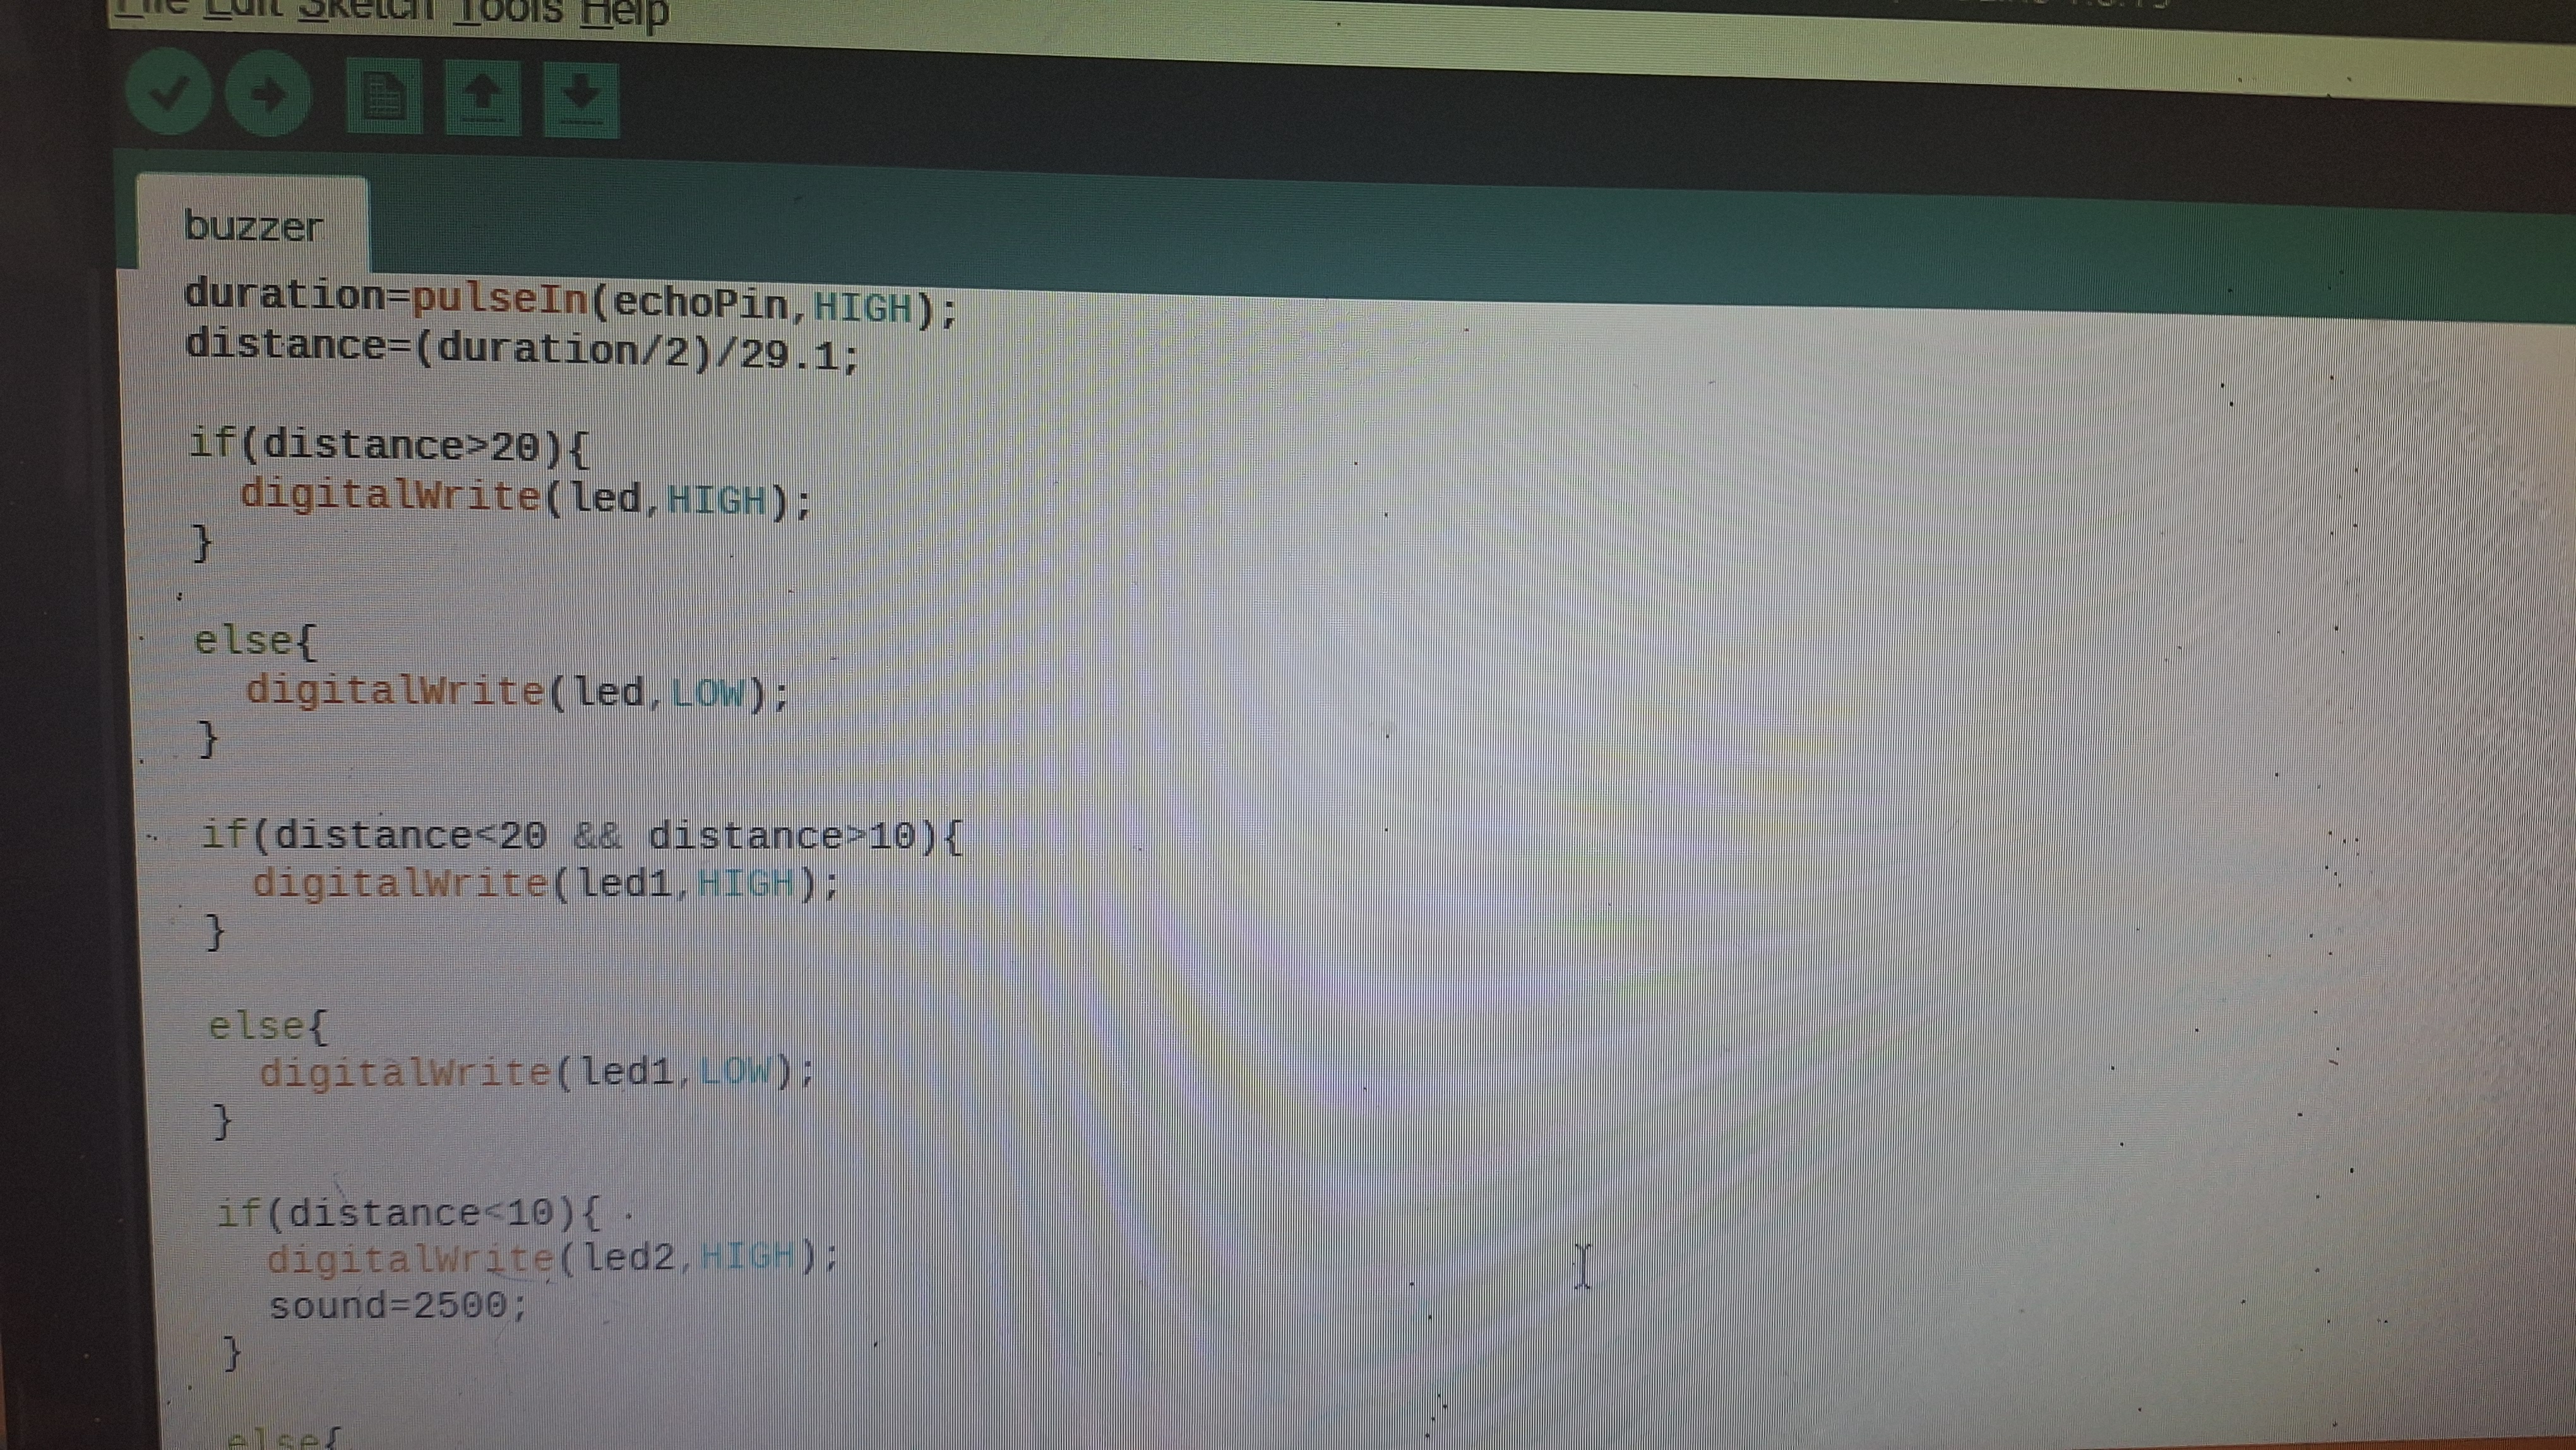 File Edit Sketch Tools Help
buzzer
duration=pulseIn(echoPin,HIGH);
distance=(duration/2)/29.1;
if(distance>20){
digitalWrite(led,HIGH);
}
else{
digitalWrite(led,LOW);
}
if(distance<20 && distance>10){
digitalWrite(led1,HIGH);
}
else{
digitalWrite(led1,LOW);
}
if(distance<10){
digitalWrite(led2,HIGH);
sound=2500;
}
else{